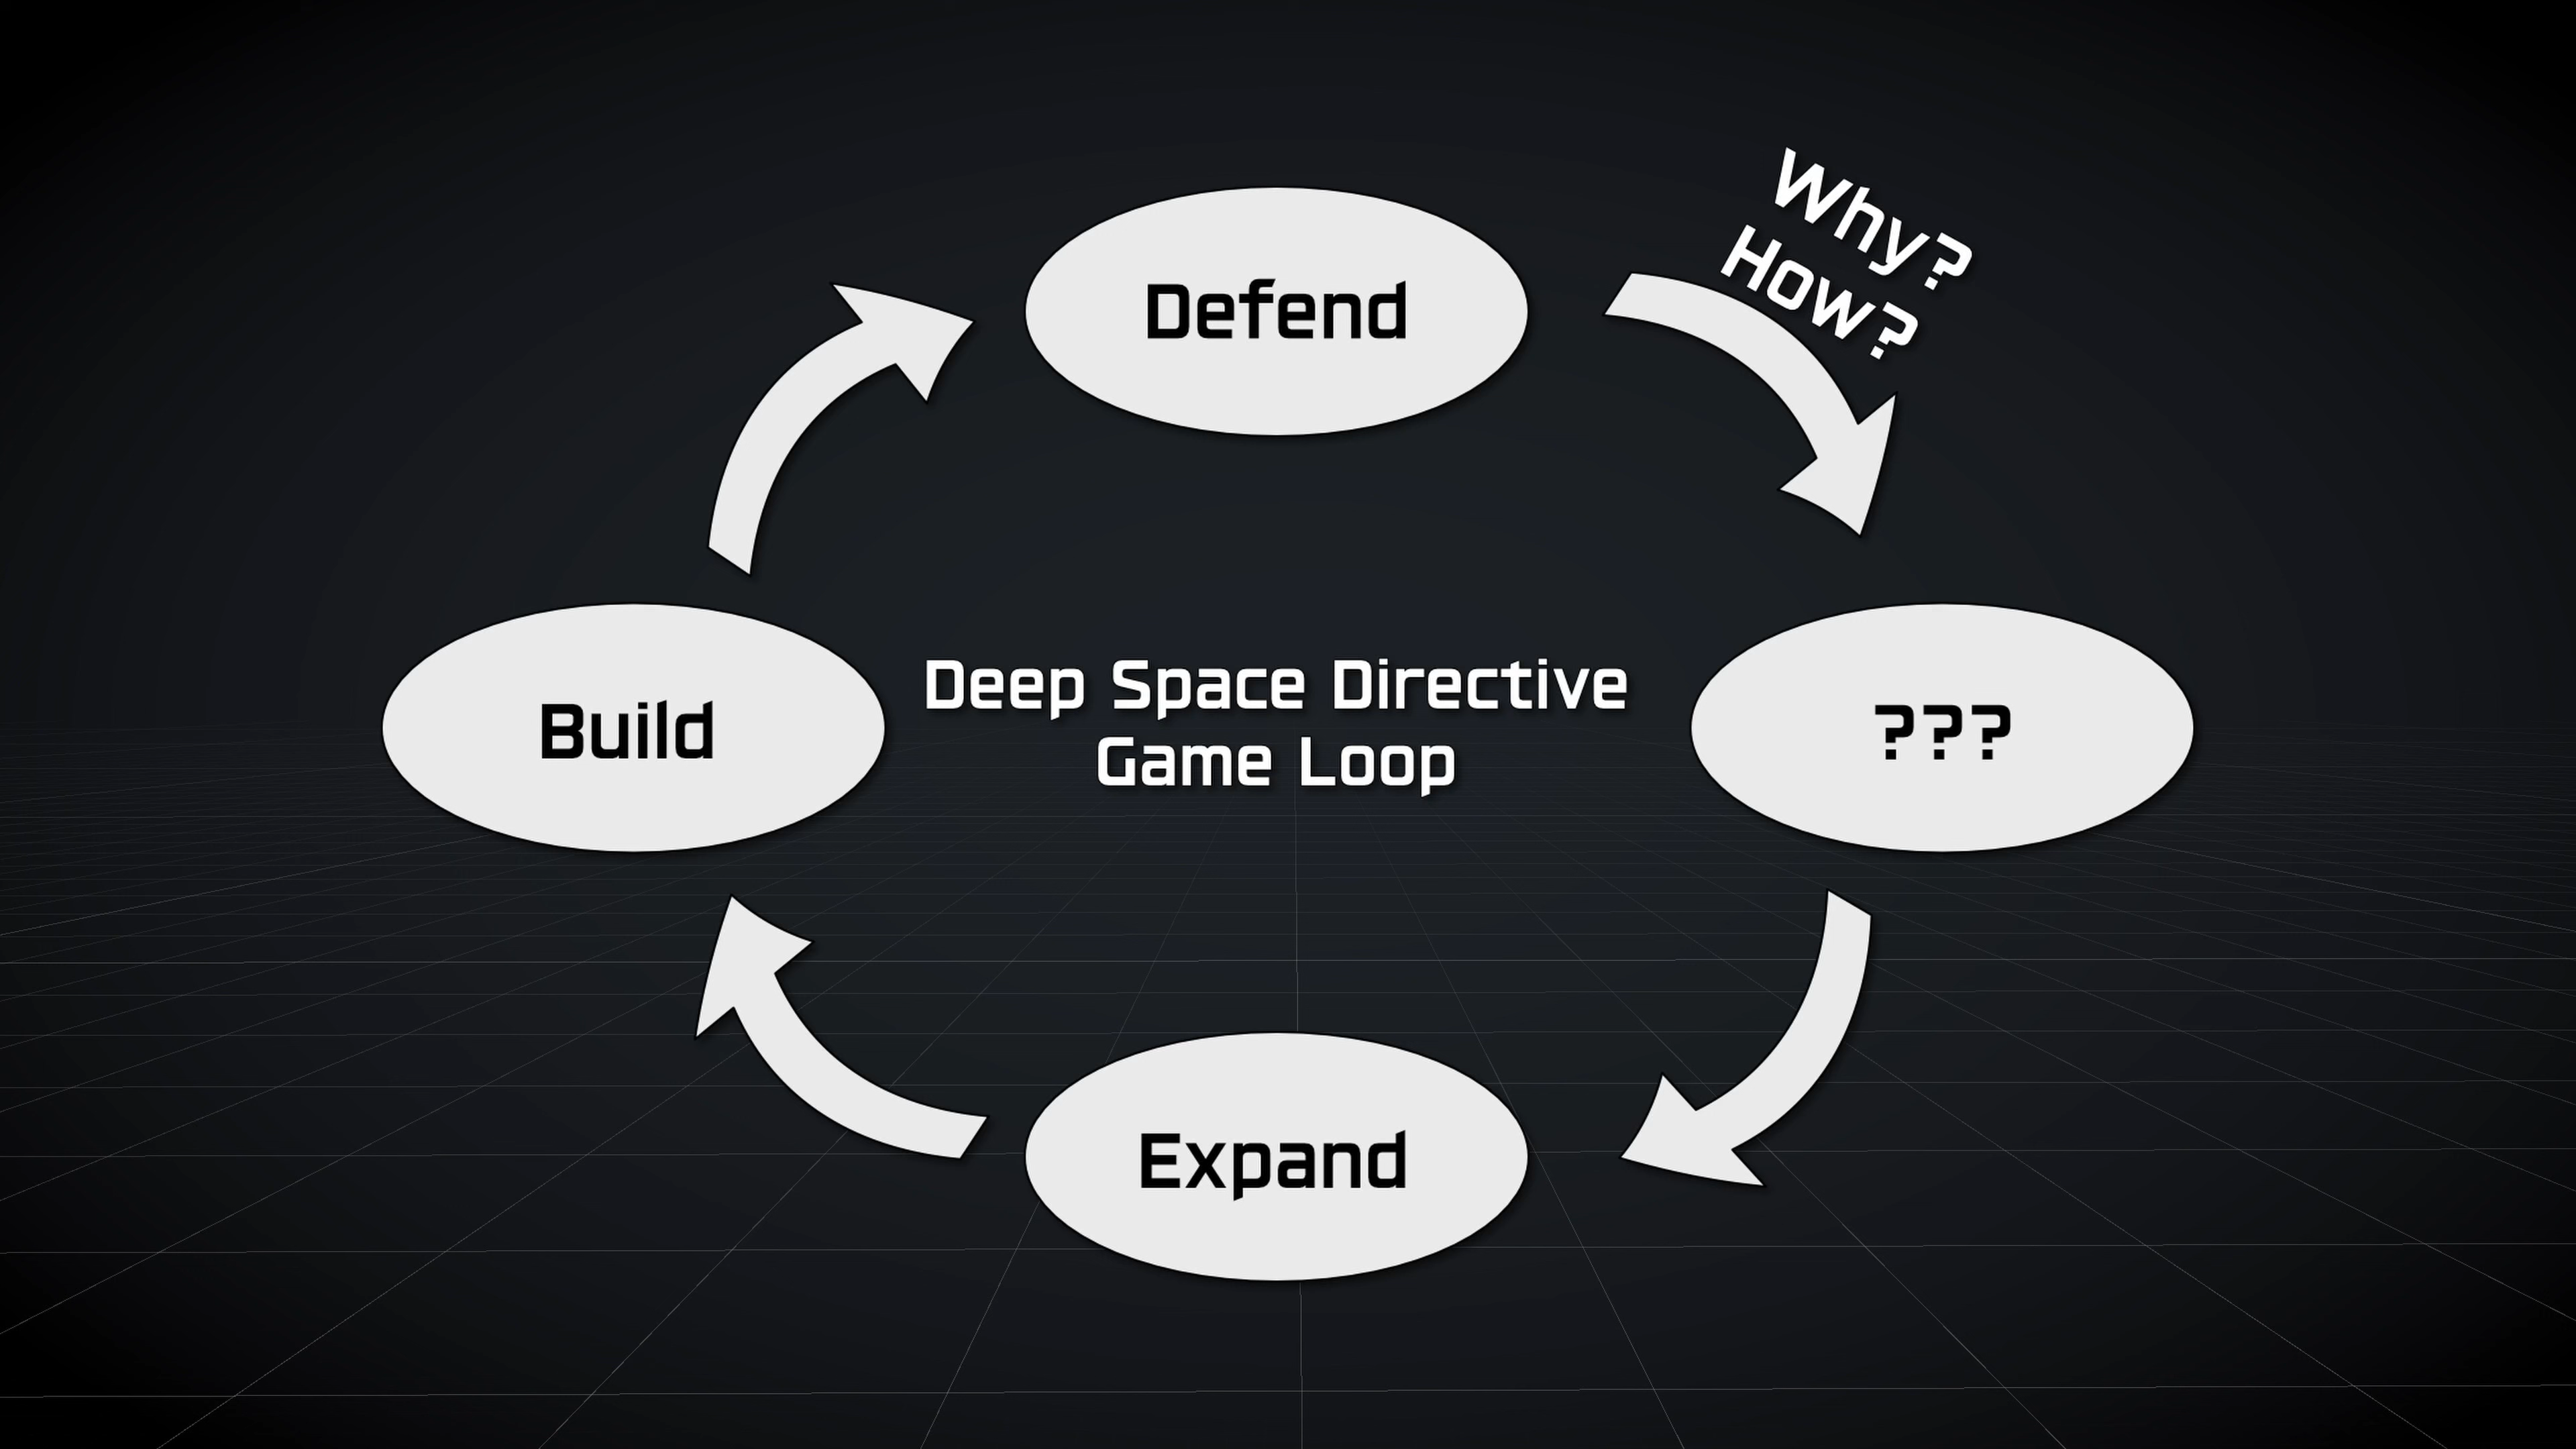 Why?
How?
Defend
Build
Deep Space Directive
Game Loop
???
Expand